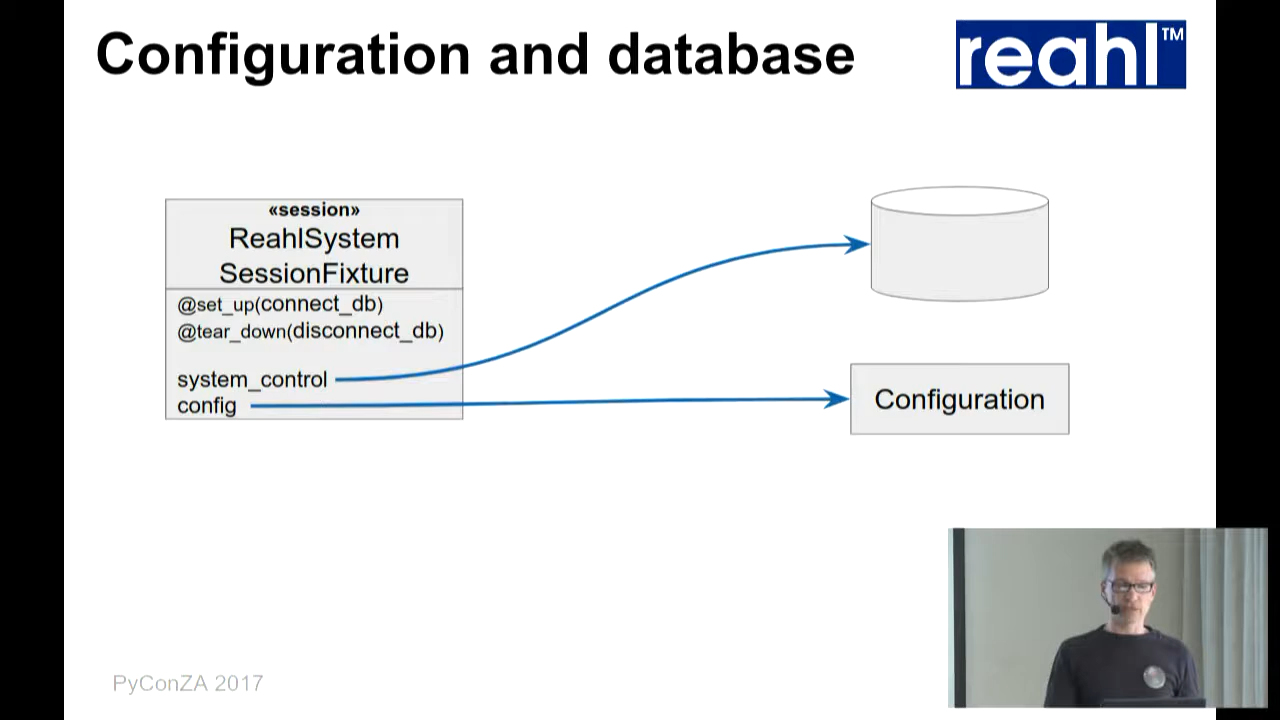 Configuration and database
reahl™
«session»
ReahlSystem
SessionFixture
@set_up(connect_db)
@tear_down(disconnect_db)
system_control
config
Configuration
PyConZA 2017